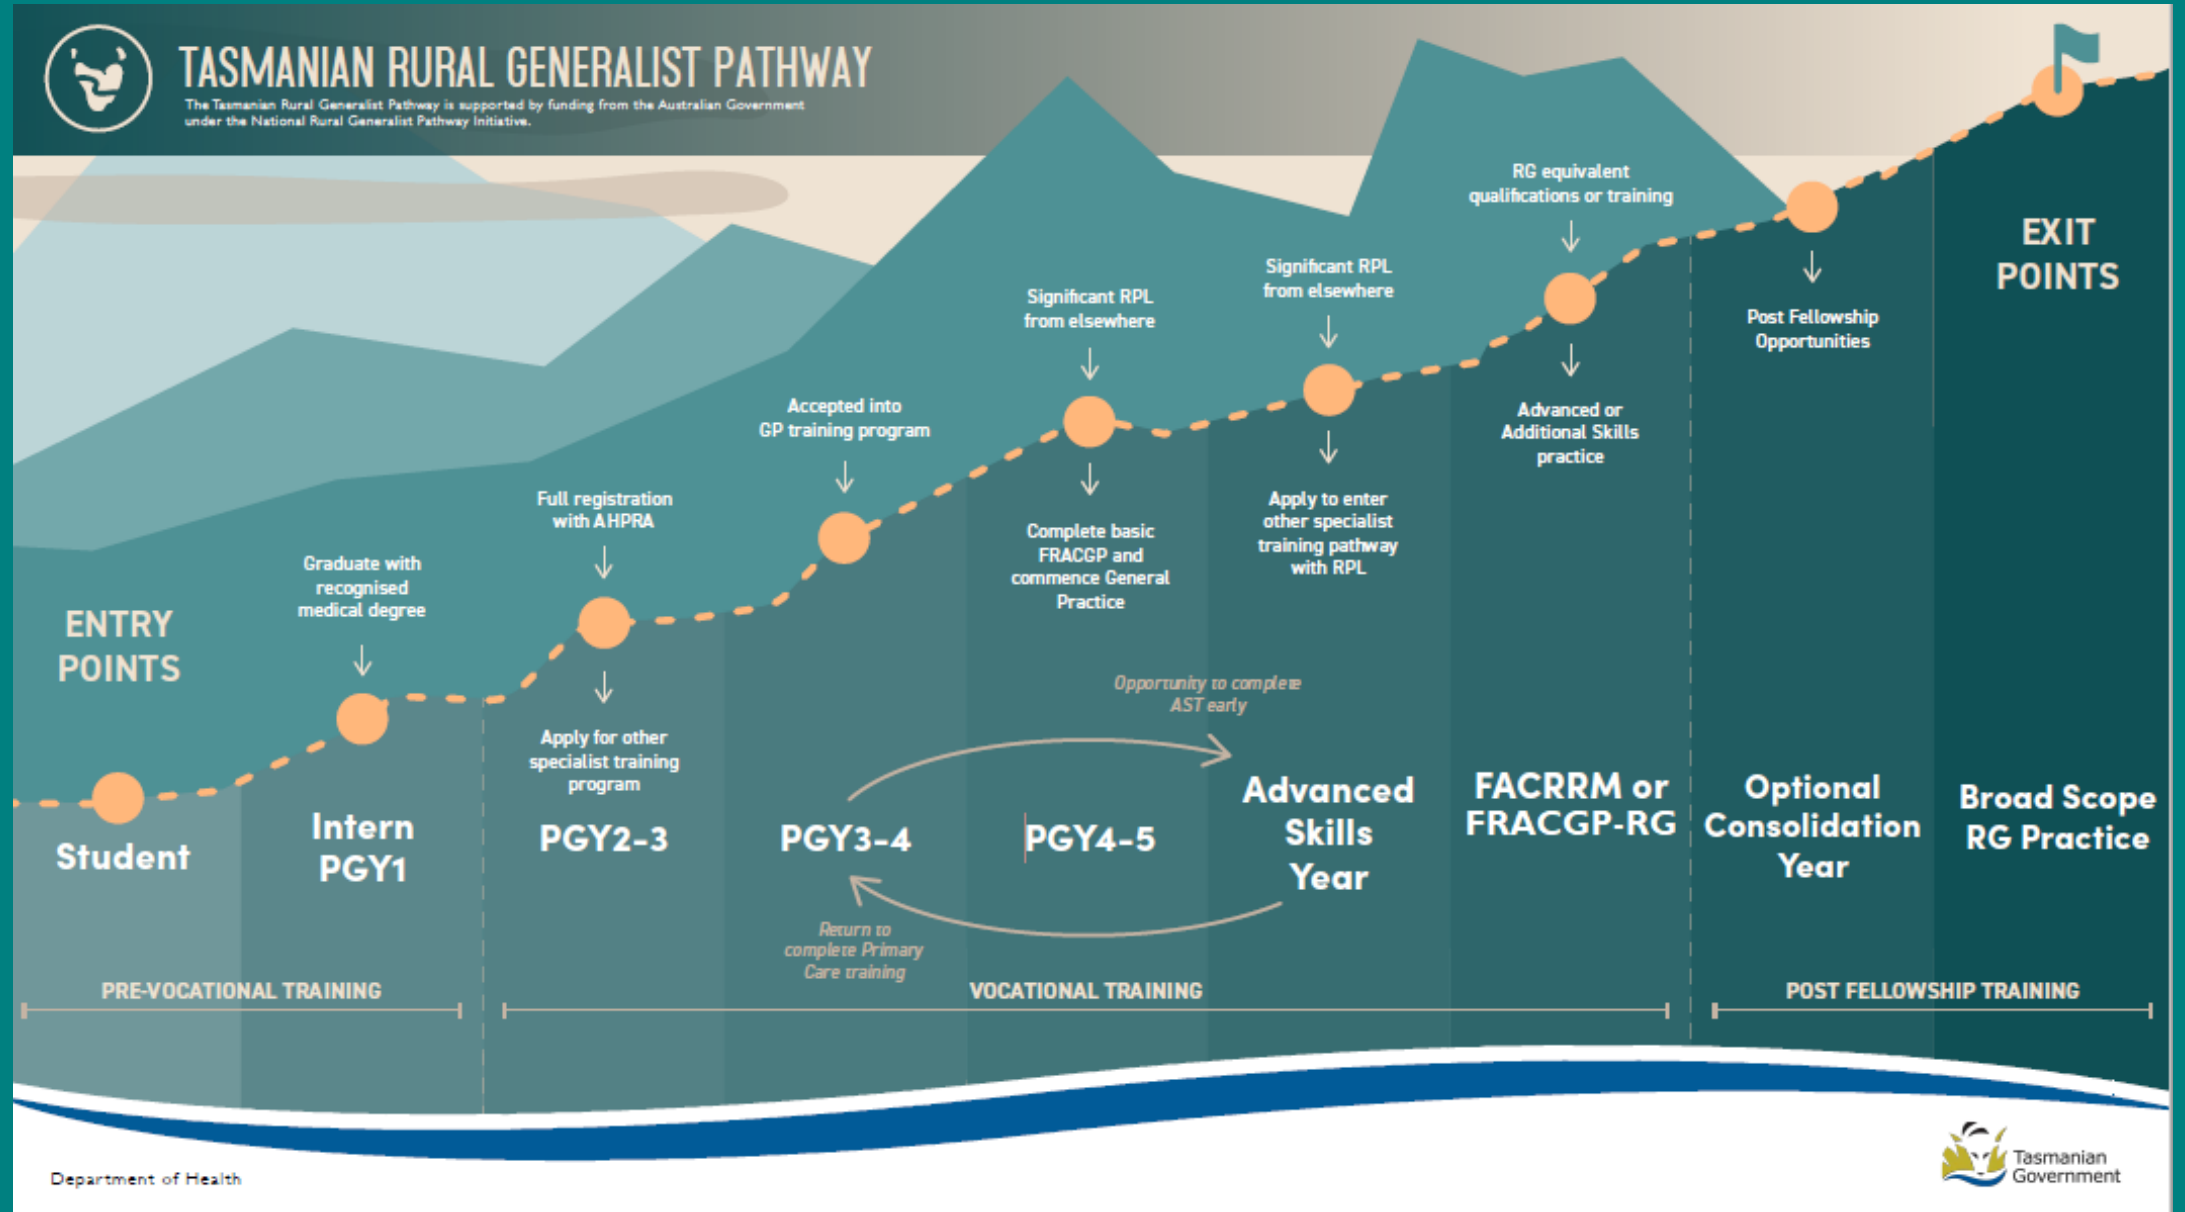 TASMANIAN RURAL GENERALIST PATHWAY
The Tasmanian Rural Generalist Pathway is supported by funding from the Australian Government
under the National Rural Generalist Pathway Initiative.
ENTRY
POINTS
Graduate with
recognised
medical degree
Full registration
with AHPRA
Apply for other
specialist training
program
Accepted into
GP training program
Significant RPL
from elsewhere
Complete basic
FRACGP and
commence General
Practice
Significant RPL
from elsewhere
Apply to enter
other specialist
training pathway
with RPL
RG equivalent
qualifications or training
Advanced or
Additional Skills
practice
Post Fellowship
Opportunities
EXIT
POINTS
Opportunity to complete
AST early
Student
Intern
PGY1
PGY2-3
PGY3-4
PGY4-5
Advanced
Skills
Year
FACRRM or
FRACGP-RG
Optional
Consolidation
Year
Broad Scope
RG Practice
Return to
complete Primary
Care training
PRE-VOCATIONAL TRAINING
VOCATIONAL TRAINING
POST FELLOWSHIP TRAINING
Department of Health
Tasmanian
Government